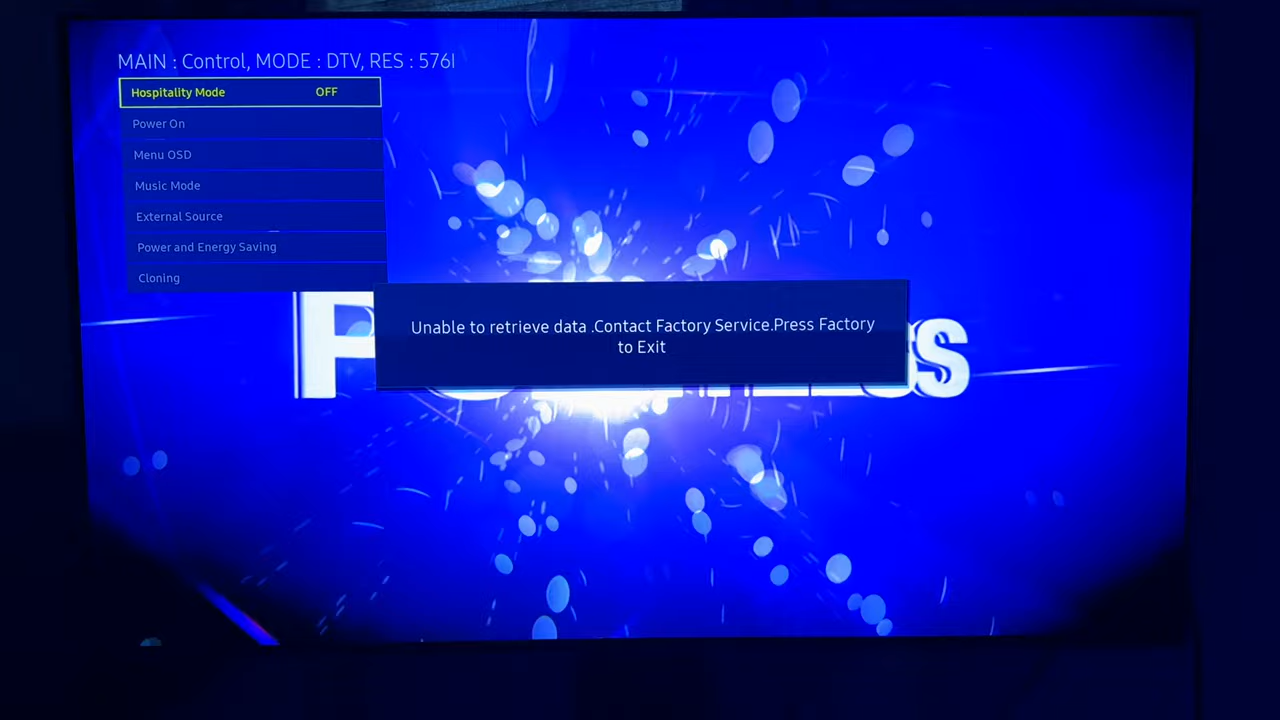 MAIN : Control, MODE : DTV, RES : 576I
Hospitality Mode OFF
Power On
Menu OSD
Music Mode
External Source
Power and Energy Saving
Cloning
Unable to retrieve data .Contact Factory Service.Press Factory
to Exit